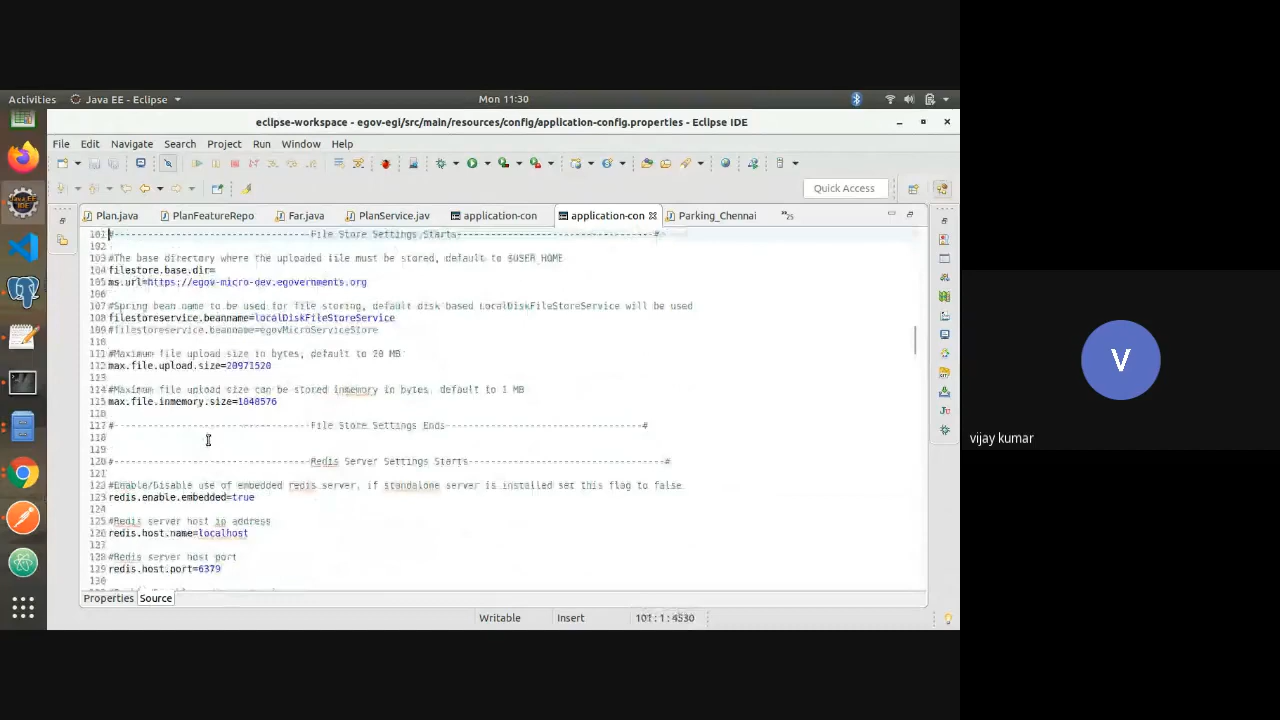 Activities Java EE - Eclipse Mon 11:30
eclipse-workspace - egov-egi/src/main/resources/config/application-config.properties - Eclipse IDE
File Edit Navigate Search Project Run Window Help
Quick Access
Plan.java PlanFeatureRepo Far.java PlanService.jav application-con application-con Parking_Chennai »25
101 #-----------------------------------File Store Settings Starts-----------------------------------#
102
103 #The base directory where the uploaded file must be stored, default to $USER_HOME
104 filestore.base.dir=
105 ms.url=https://egov-micro-dev.egovernments.org
106
107 #Spring bean name to be used for file storing, default disk based LocalDiskFileStoreService will be used
108 filestoreservice.beanname=localDiskFileStoreService
109 #filestoreservice.beanname=egovMicroServiceStore
110
111 #Maximum file upload size in bytes, default to 20 MB
112 max.file.upload.size=20971520
113
114 #Maximum file upload size can be stored inmemory in bytes, default to 1 MB
115 max.file.inmemory.size=1048576
116
117 #-----------------------------------File Store Settings Ends-----------------------------------#
118
119
120 #-----------------------------------Redis Server Settings Starts-----------------------------------#
121
122 #Enable/Disable use of embedded redis server, if standalone server is installed set this flag to false
123 redis.enable.embedded=true
124
125 #Redis server host ip address
126 redis.host.name=localhost
127
128 #Redis server host port
129 redis.host.port=6379
130
Properties Source
Writable Insert 101 : 1 : 4530
V
vijay kumar